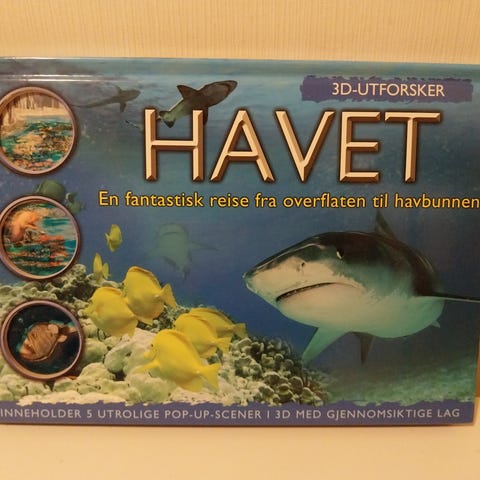 3D-UTFORSKER
HAVET
En fantastisk reise fra overflaten til havbunnen
INNEHOLDER 5 UTROLIGE POP-UP-SCENER I 3D MED GJENNOMSIKTIGE LAG